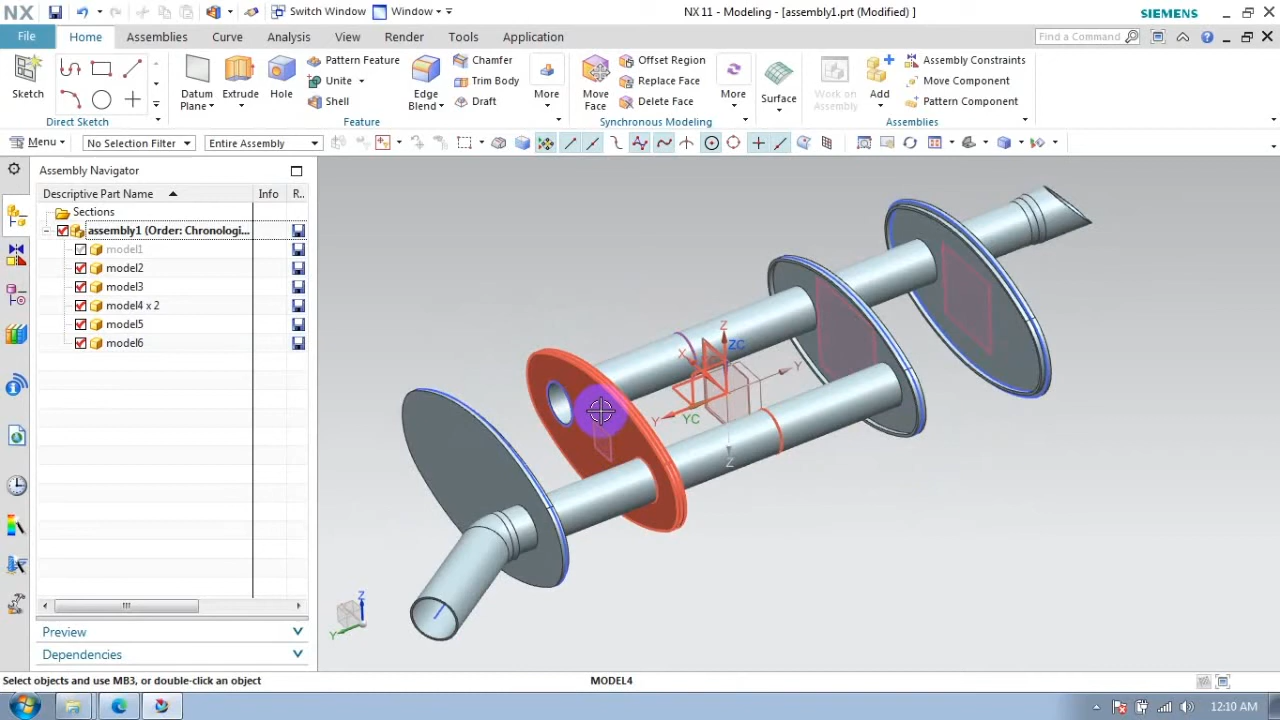 NX Switch Window Window NX 11 - Modeling - [assembly1.prt (Modified) ] SIEMENS
File Home Assemblies Curve Analysis View Render Tools Application Find a Command
Pattern Feature Chamfer Offset Region Assembly Constraints
Unite Trim Body Replace Face Move Component
Sketch Datum Plane Extrude Hole Shell Edge Blend Draft More Move Face Delete Face More Surface Work on Assembly Add Pattern Component
Direct Sketch Feature Synchronous Modeling Assemblies
Menu No Selection Filter Entire Assembly
Assembly Navigator
Descriptive Part Name Info R..
Sections
assembly1 (Order: Chronologi...
model1
model2
model3
model4 x 2
model5
model6
Z
ZC
X
Y
Y
YC
Z
Z
Y
Preview
Dependencies
Select objects and use MB3, or double-click an object MODEL4
12:10 AM